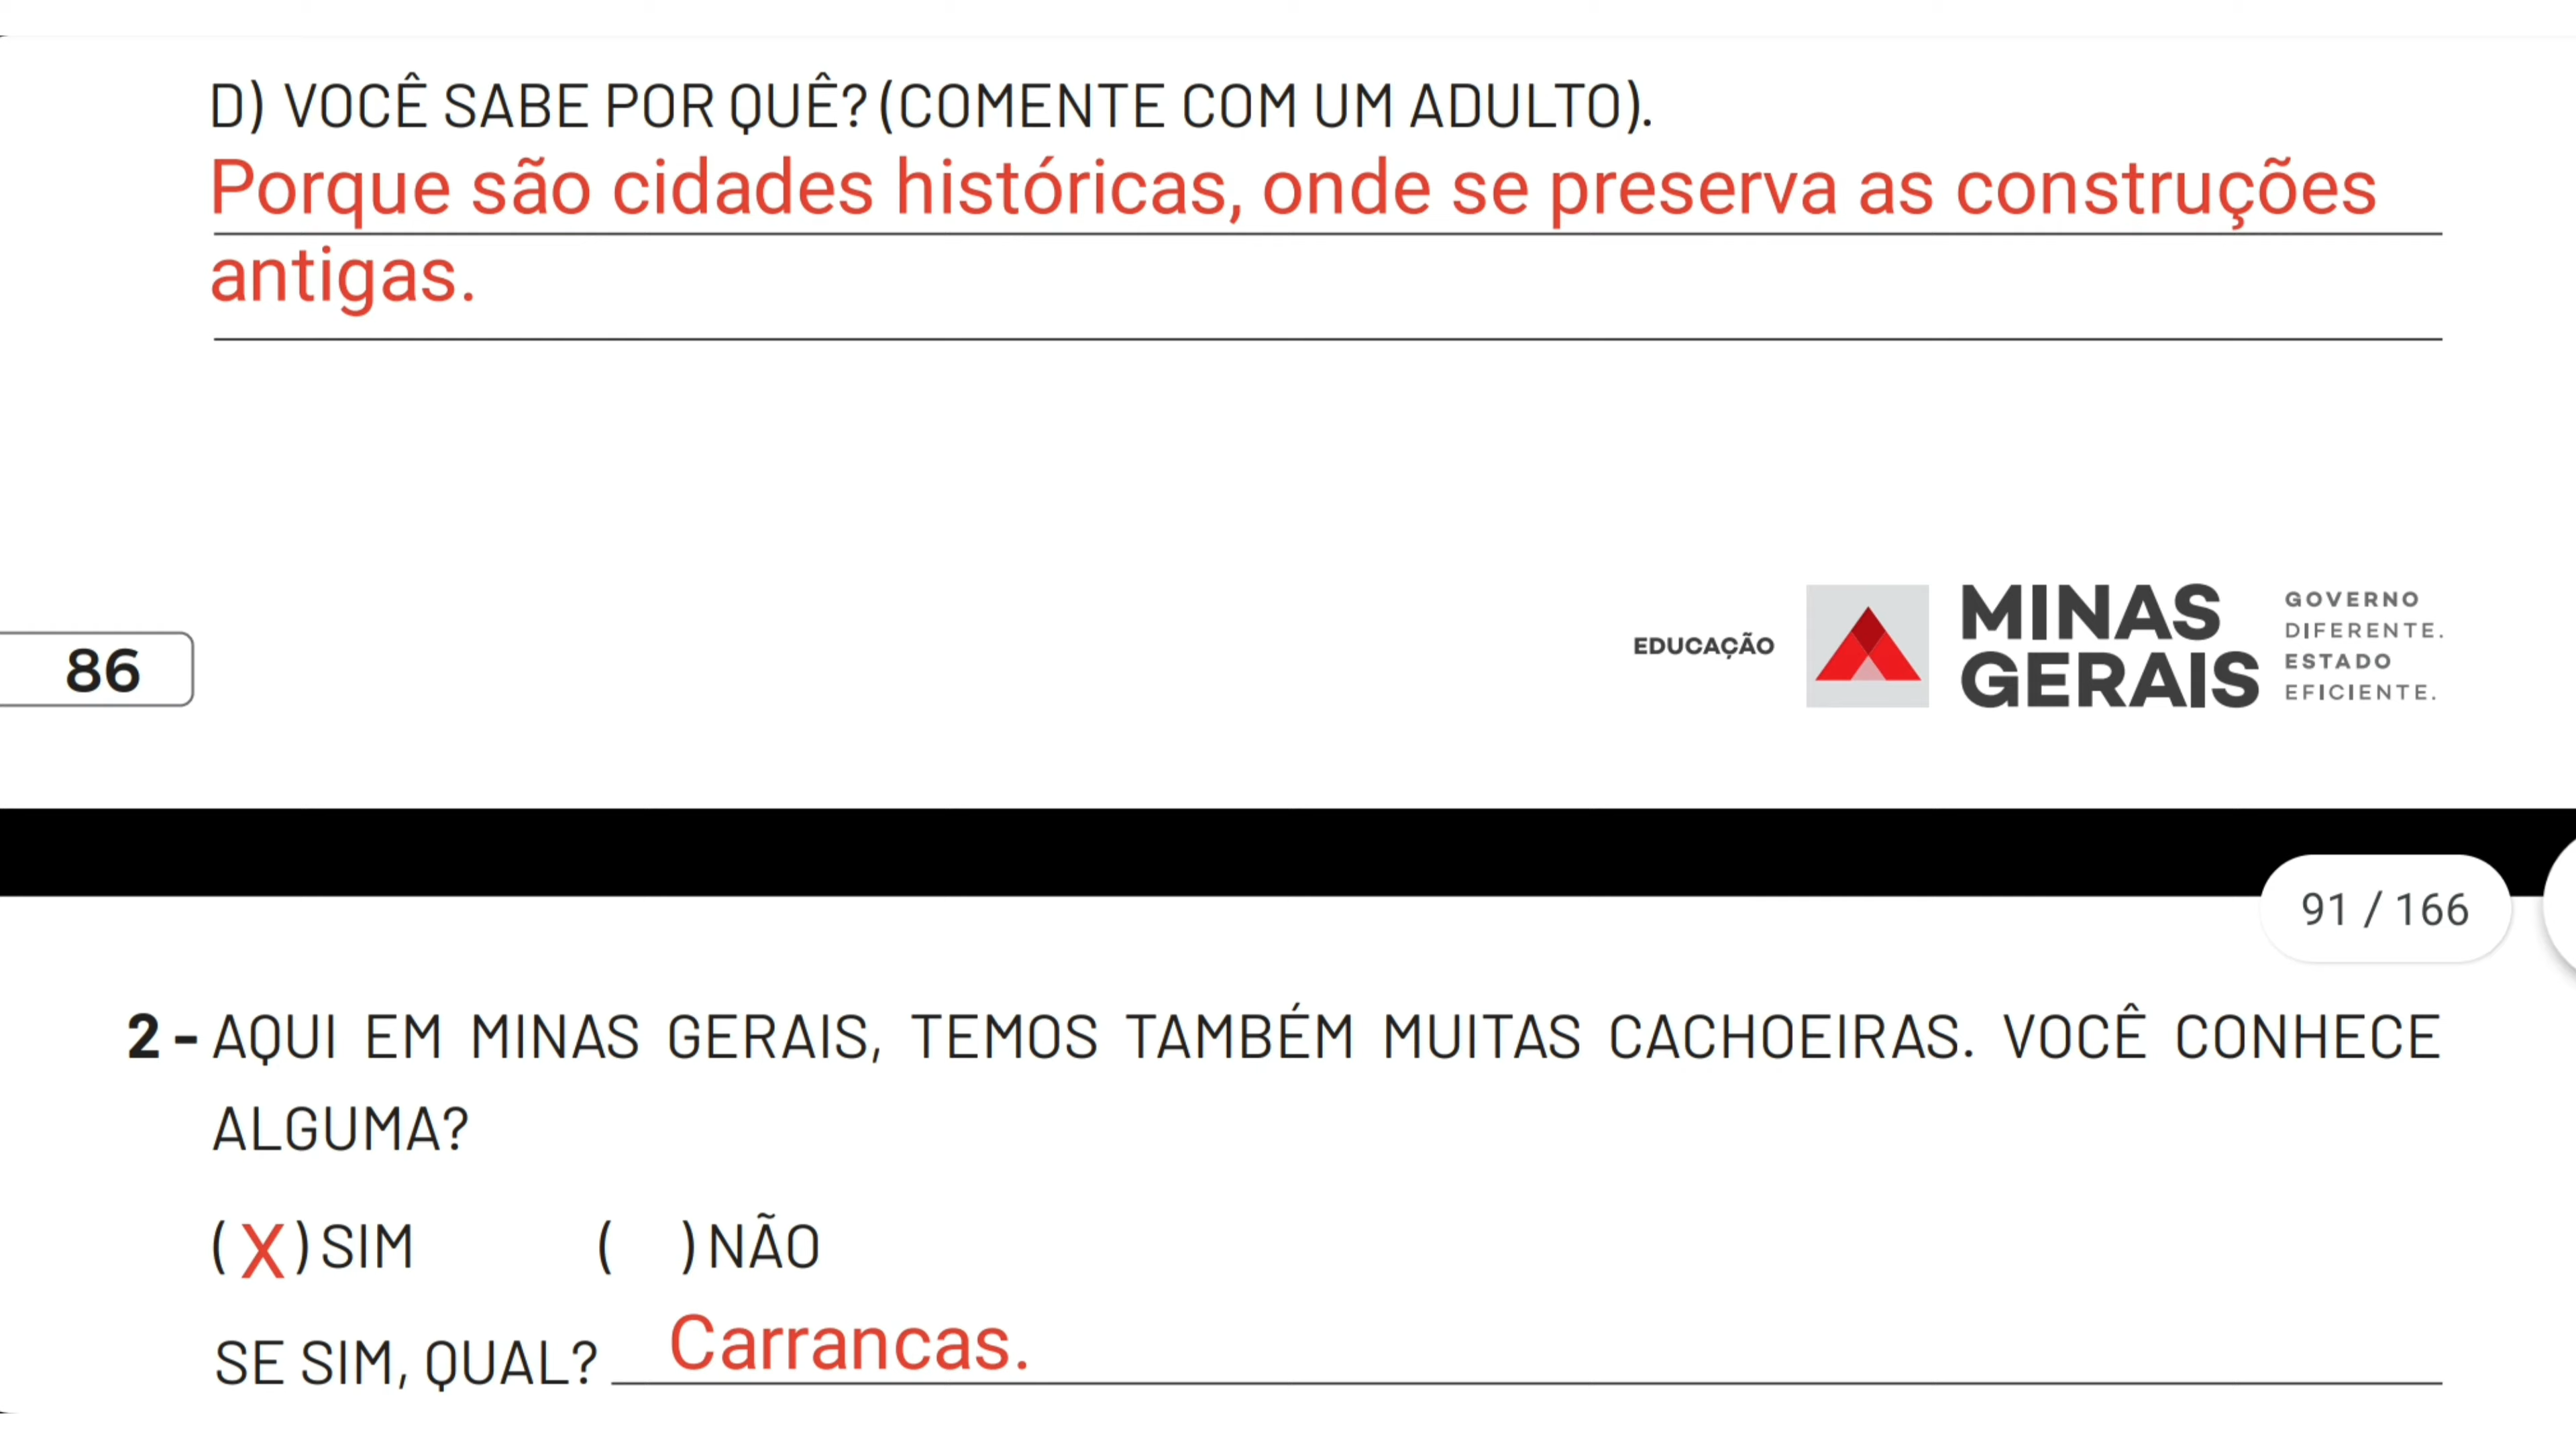 D) VOCÊ SABE POR QUÊ? (COMENTE COM UM ADULTO).
Porque são cidades históricas, onde se preserva as construções
antigas.
86
EDUCAÇÃO
MINAS
GERAIS
GOVERNO
DIFERENTE.
ESTADO
EFICIENTE.
91 / 166
2 - AQUI EM MINAS GERAIS, TEMOS TAMBÉM MUITAS CACHOEIRAS. VOCÊ CONHECE
ALGUMA?
( X ) SIM ( ) NÃO
SE SIM, QUAL? Carrancas.